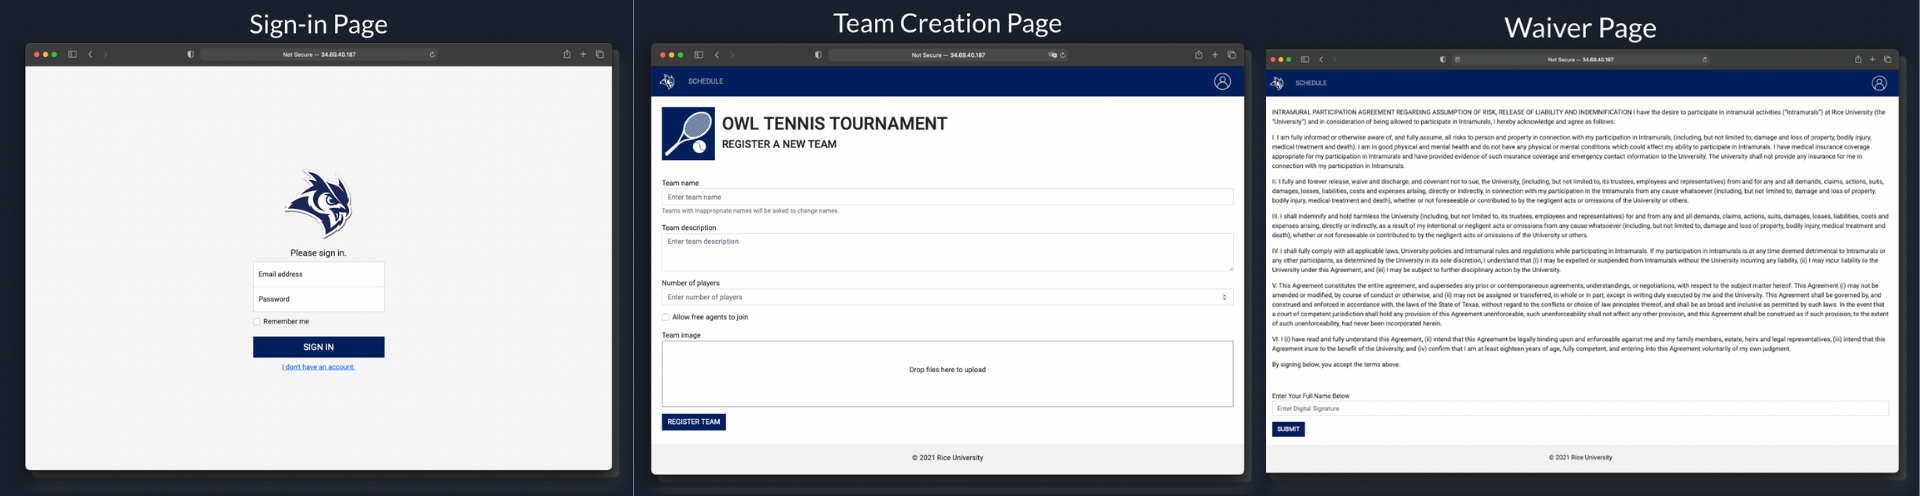 Sign-in Page
Not Secure — 34.69.40.187
Please sign in.
Email address
Password
Remember me
SIGN IN
I don't have an account.
Team Creation Page
Not Secure — 34.69.40.187
SCHEDULE
OWL TENNIS TOURNAMENT
REGISTER A NEW TEAM
Team name
Enter team name
Teams with inappropriate names will be asked to change names.
Team description
Enter team description
Number of players
Enter number of players
Allow free agents to join
Team image
Drop files here to upload
REGISTER TEAM
© 2021 Rice University
Waiver Page
Not Secure — 34.69.40.187
SCHEDULE
INTRAMURAL PARTICIPATION AGREEMENT REGARDING ASSUMPTION OF RISK, RELEASE OF LIABILITY AND INDEMNIFICATION I have the desire to participate in intramural activities ("Intramurals") at Rice University (the
"University") and in consideration of being allowed to participate in Intramurals, I hereby acknowledge and agree as follows:
I. I am fully informed or otherwise aware of, and fully assume, all risks to person and property in connection with my participation in Intramurals, (including, but not limited to, damage and loss of property, bodily injury,
medical treatment and death). I am in good physical and mental health and do not have any physical or mental conditions which could affect my ability to participate in Intramurals. I have medical insurance coverage
appropriate for my participation in Intramurals and have provided evidence of such insurance coverage and emergency contact information to the University. The university shall not provide any insurance for me in
connection with my participation in Intramurals.
II. I fully and forever release, waive and discharge, and covenant not to sue, the University, (including, but not limited to, its trustees, employees and representatives) from and for any and all demands, claims, actions, suits,
damages, losses, liabilities, costs and expenses arising, directly or indirectly, in connection with my participation in the Intramurals from any cause whatsoever (including, but not limited to, damage and loss of property,
bodily injury, medical treatment and death), whether or not foreseeable or contributed to by the negligent acts or omissions of the University or others.
III. I shall indemnify and hold harmless the University (including, but not limited to, its trustees, employees and representatives) for and from any and all demands, claims, actions, suits, damages, losses, liabilities, costs and
expenses arising, directly or indirectly, as a result of my intentional or negligent acts or omissions from any cause whatsoever (including, but not limited to, damage and loss of property, bodily injury, medical treatment and
death), whether or not foreseeable or contributed to by the negligent acts or omissions of the University or others.
IV. I shall fully comply with all applicable laws, University policies and Intramural rules and regulations while participating in Intramurals. If my participation in Intramurals is at any time deemed detrimental to Intramurals or
any other participants, as determined by the University in its sole discretion, I understand that (i) I may be expelled or suspended from Intramurals without the University incurring any liability, (ii) I may incur liability to the
University under this Agreement, and (iii) I may be subject to further disciplinary action by the University.
V. This Agreement constitutes the entire agreement, and supersedes any prior or contemporaneous agreements, understandings, or negotiations, with respect to the subject matter hereof. This Agreement (i) may not be
amended or modified, by course of conduct or otherwise, and (ii) may not be assigned or transferred, in whole or in part, except in writing duly executed by me and the University. This Agreement shall be governed by, and
construed and enforced in accordance with, the laws of the State of Texas, without regard to the conflicts or choice of law principles thereof, and shall be as broad and inclusive as permitted by such laws. In the event that
a court of competent jurisdiction shall hold any provision of this Agreement unenforceable, such unenforceability shall not affect any other provision, and this Agreement shall be construed as if such provision, to the extent
of such unenforceability, had never been incorporated herein.
VI. I (i) have read and fully understand this Agreement, (ii) intend that this Agreement be legally binding upon and enforceable against me and my family members, estate, heirs and legal representatives, (iii) intend that this
Agreement inure to the benefit of the University, and (iv) confirm that I am at least eighteen years of age, fully competent, and entering into this Agreement voluntarily of my own judgment.
By signing below, you accept the terms above.
Enter Your Full Name Below
Enter Digital Signature
SUBMIT
© 2021 Rice University